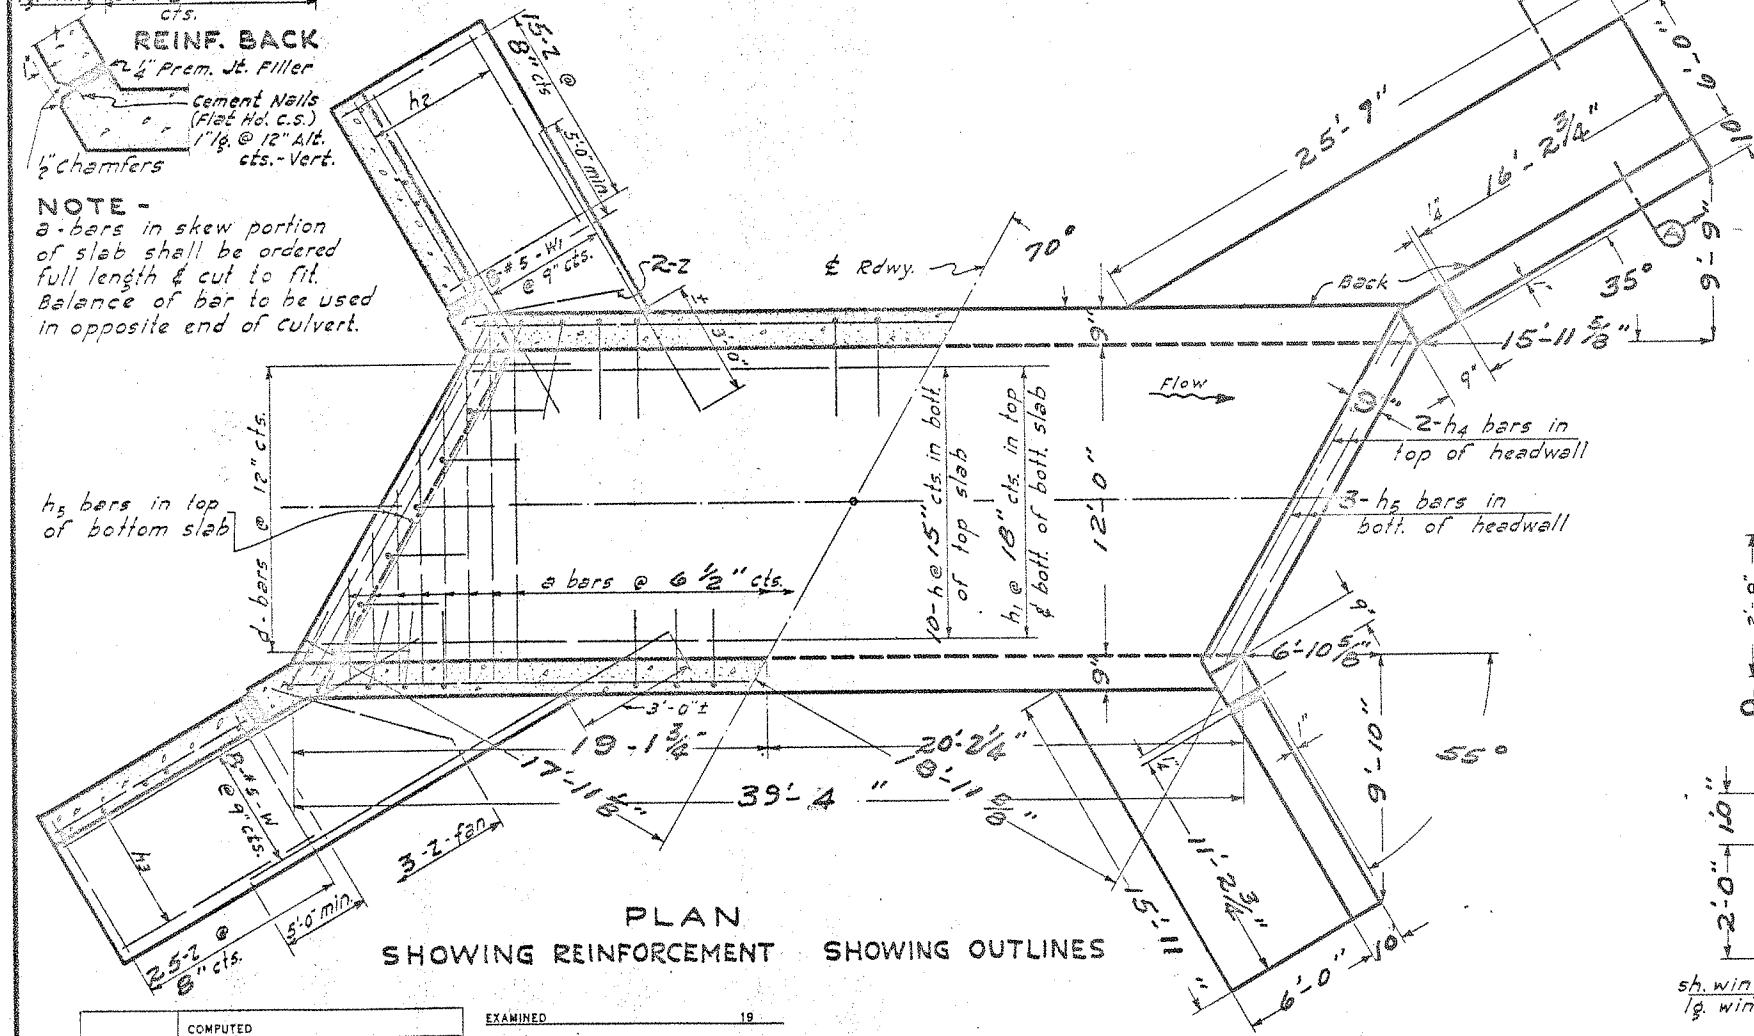 cts.
REINF. BACK
¼" Prem. Jt. Filler
Cement Nails
(Flat Hd. C.S.)
1" lg. @ 12" Alt.
cts.-Vert.
½" Chamfers
NOTE -
a-bars in skew portion
of slab shall be ordered
full length & cut to fit.
Balance of bar to be used
in opposite end of culvert.
15-Z @
8" cts
h2
5'-0" min.
@ 9" cts.
2-Z
3'-0"
℄ Rdwy.
70°
25'-9"
16'-2¾"
6'-0"
10"
1¼"
Back
A
35°
9'-9"
15'-11⅝"
9"
9"
Flow
9"
2-h4 bars in
top of headwall
3-h5 bars in
bott. of headwall
d-bars @ 12" cts.
h5 bars in top
of bottom slab
a bars @ 6½" cts.
10-h @ 15" cts. in bott.
of top slab
h1 @ 18" cts. in top
& bott. of bott. slab
12'-0"
9"
9"
6'-10⅝"
3'-0"±
19-1¾"
20'-2¼"
17'-11⅝"
18'-11⅝"
39'-4"
1"
9'-10"
55°
11'-2¾"
15'-11"
6'-0"
10
@ 9" cts.
h3
3-Z-fan
5'-0" min.
25-Z @
8" cts.
PLAN
SHOWING REINFORCEMENT SHOWING OUTLINES
1'-0"
2'-0"
sh. win
lg. win
COMPUTED
EXAMINED 19